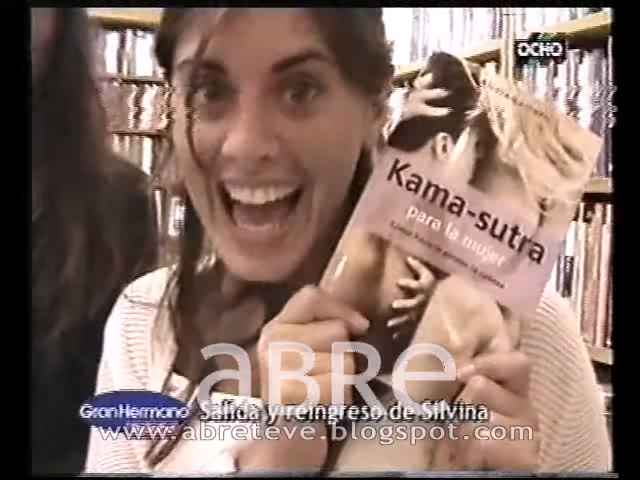 OCHO
Kama-sutra
para la mujer
aBRe
GranHermano
Salida y reingreso de Silvina
www.abreteve.blogspot.com